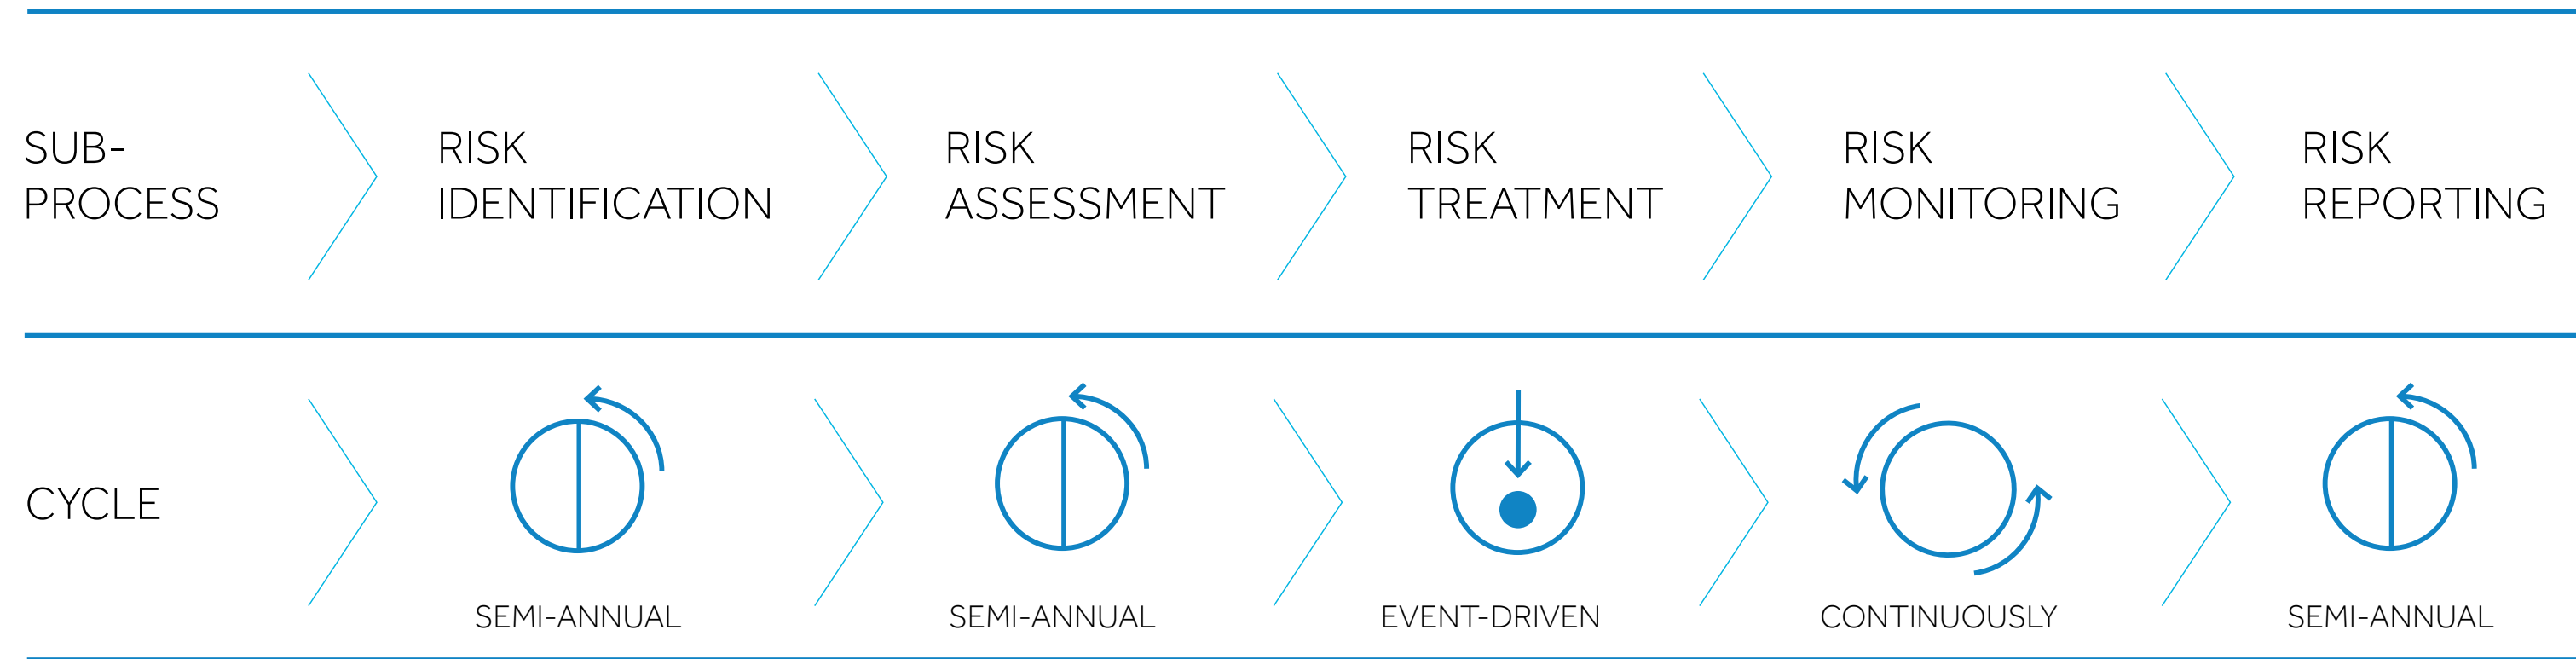 SUB-
PROCESS
RISK
IDENTIFICATION
RISK
ASSESSMENT
RISK
TREATMENT
RISK
MONITORING
RISK
REPORTING
CYCLE
SEMI-ANNUAL
SEMI-ANNUAL
EVENT-DRIVEN
CONTINUOUSLY
SEMI-ANNUAL